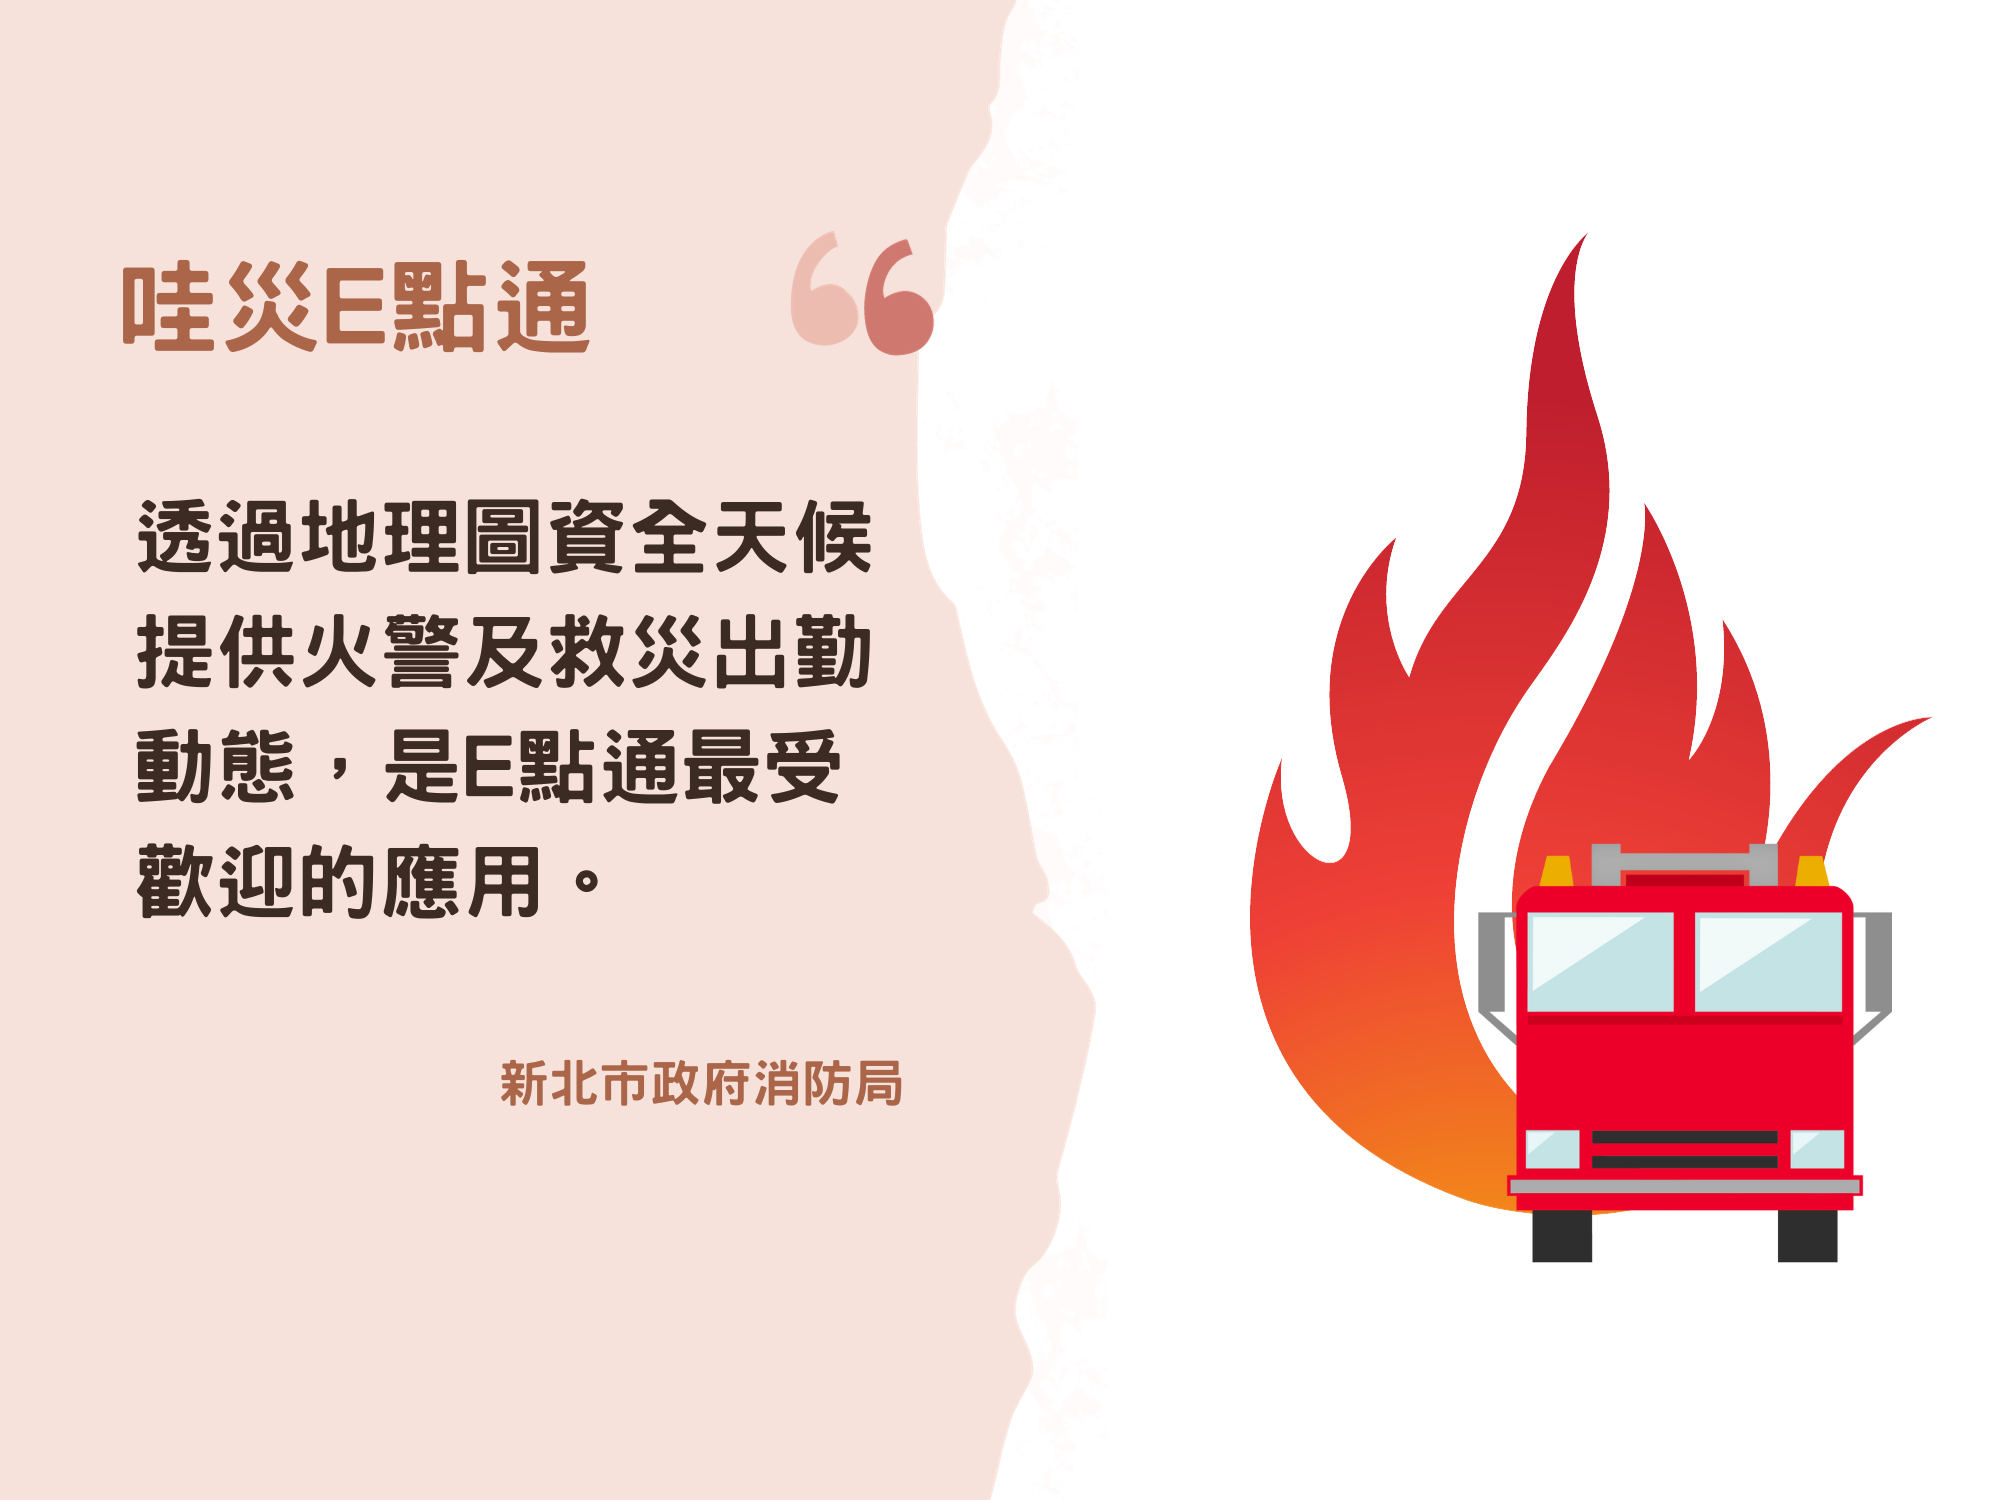 哇災E點通
透過地理圖資全天候
提供火警及救災出勤
動態，是E點通最受
歡迎的應用。
新北市政府消防局